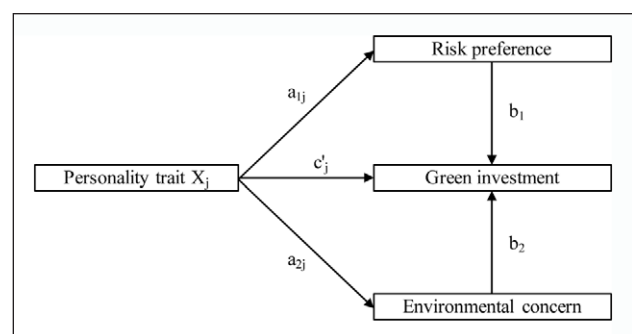 Risk preference
a1j
b1
Personality trait Xj
c'j
Green investment
a2j
b2
Environmental concern